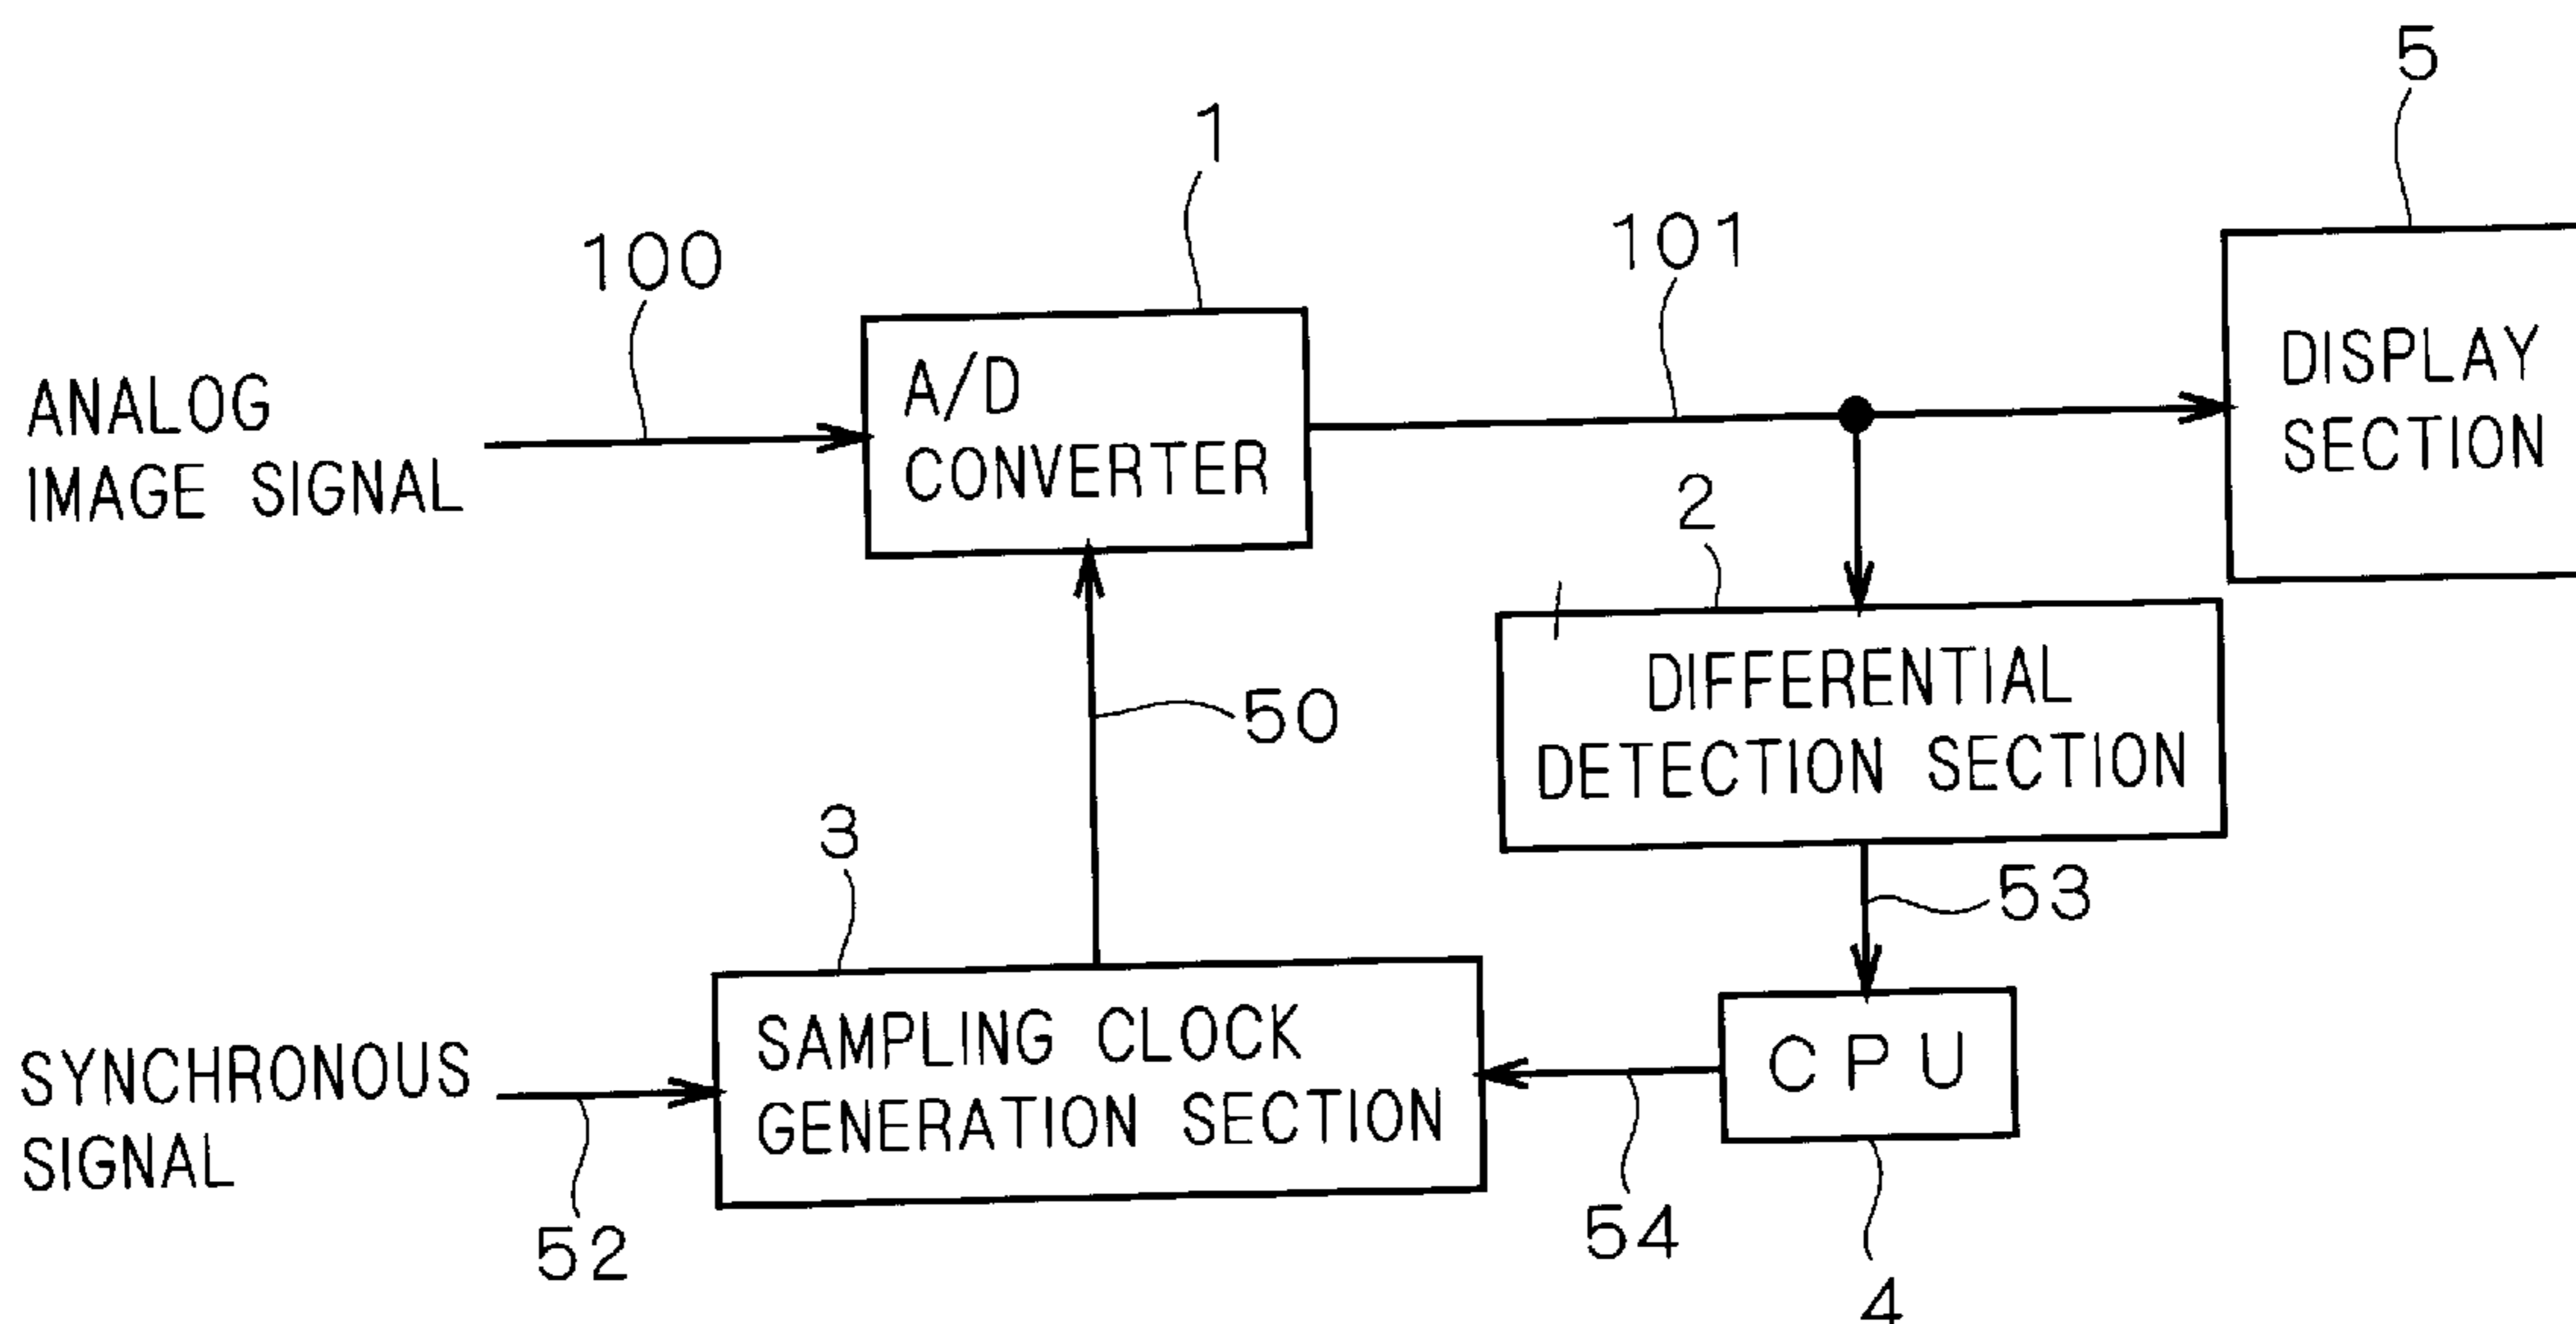 5
1
100
101
ANALOG
IMAGE SIGNAL
A/D
CONVERTER
DISPLAY
SECTION
2
DIFFERENTIAL
DETECTION SECTION
50
3
53
SYNCHRONOUS
SIGNAL
SAMPLING CLOCK
GENERATION SECTION
CPU
52
54
4